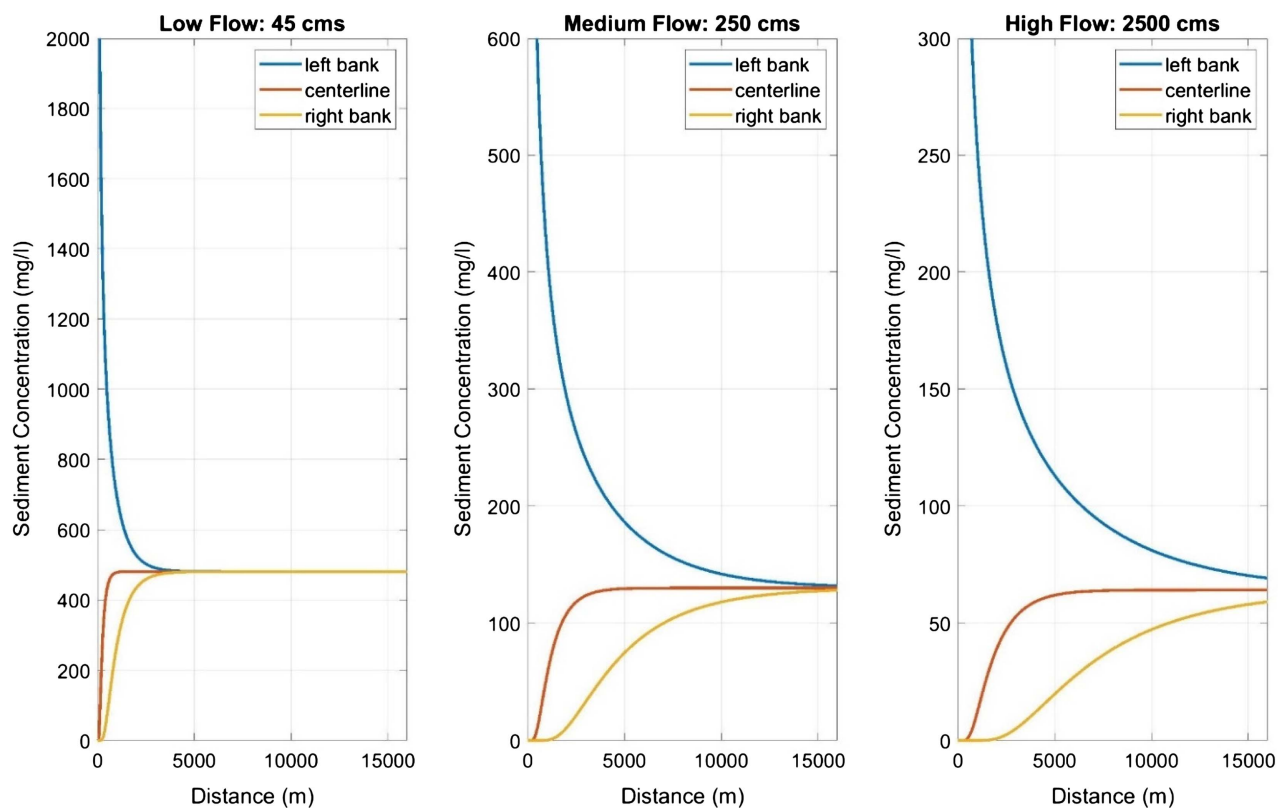 Low Flow: 45 cms
2000
1800
1600
1400
1200
1000
800
600
400
200
0
Sediment Concentration (mg/l)
left bank
centerline
right bank
0 5000 10000 15000
Distance (m)
Medium Flow: 250 cms
600
500
400
300
200
100
0
Sediment Concentration (mg/l)
left bank
centerline
right bank
0 5000 10000 15000
Distance (m)
High Flow: 2500 cms
300
250
200
150
100
50
0
Sediment Concentration (mg/l)
left bank
centerline
right bank
0 5000 10000 15000
Distance (m)